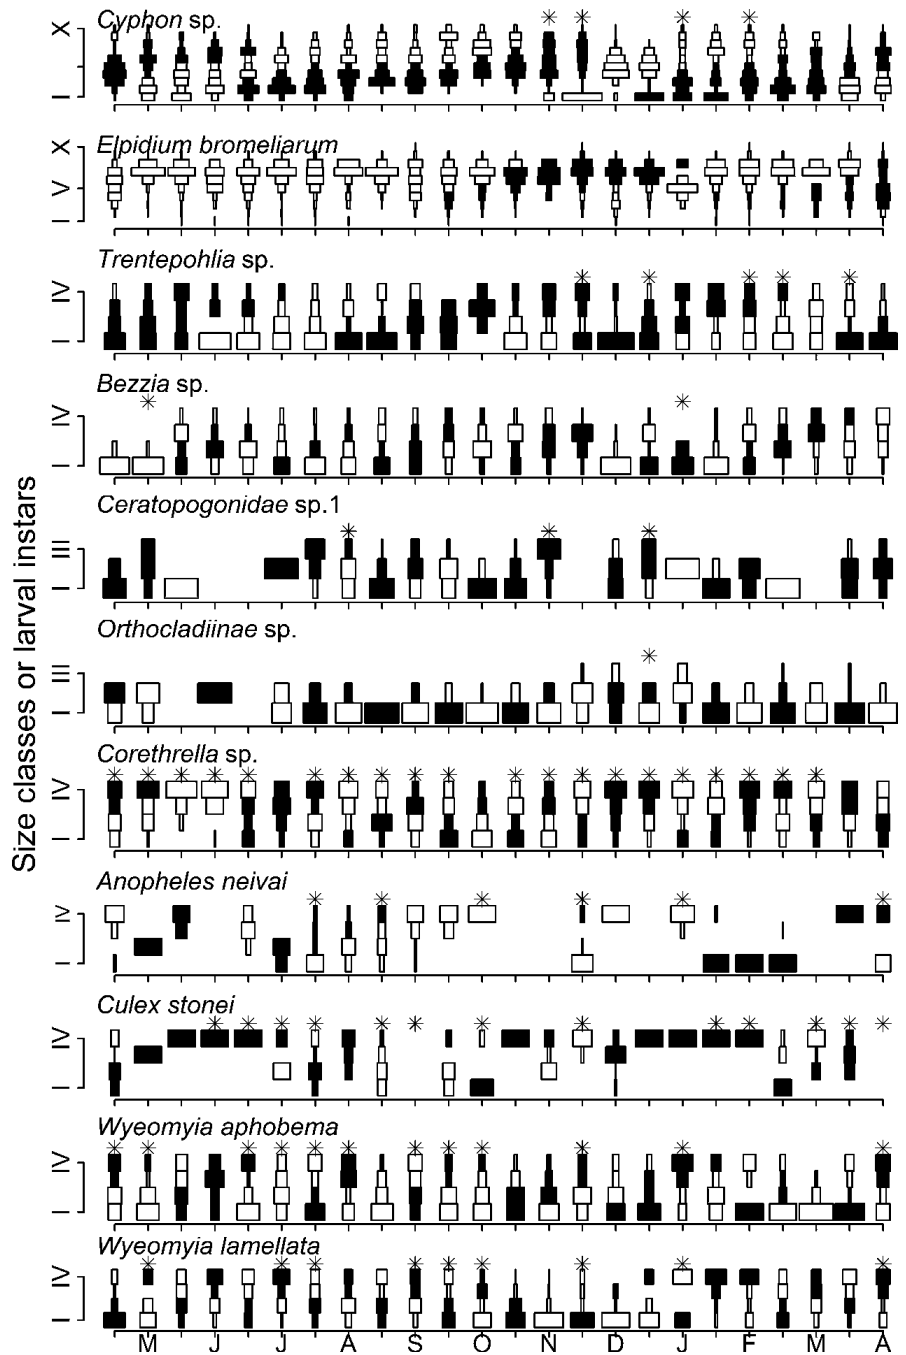 Size classes or larval instars
Cyphon sp.
X
I
Elpidium bromeliarum
X
V
I
Trentepohlia sp.
IV
I
Bezzia sp.
IV
I
Ceratopogonidae sp.1
III
I
Orthocladiinae sp.
III
I
Corethrella sp.
IV
I
Anopheles neivai
IV
I
Culex stonei
IV
I
Wyeomyia aphobema
IV
I
Wyeomyia lamellata
IV
I
M J J A S O N D J F M A